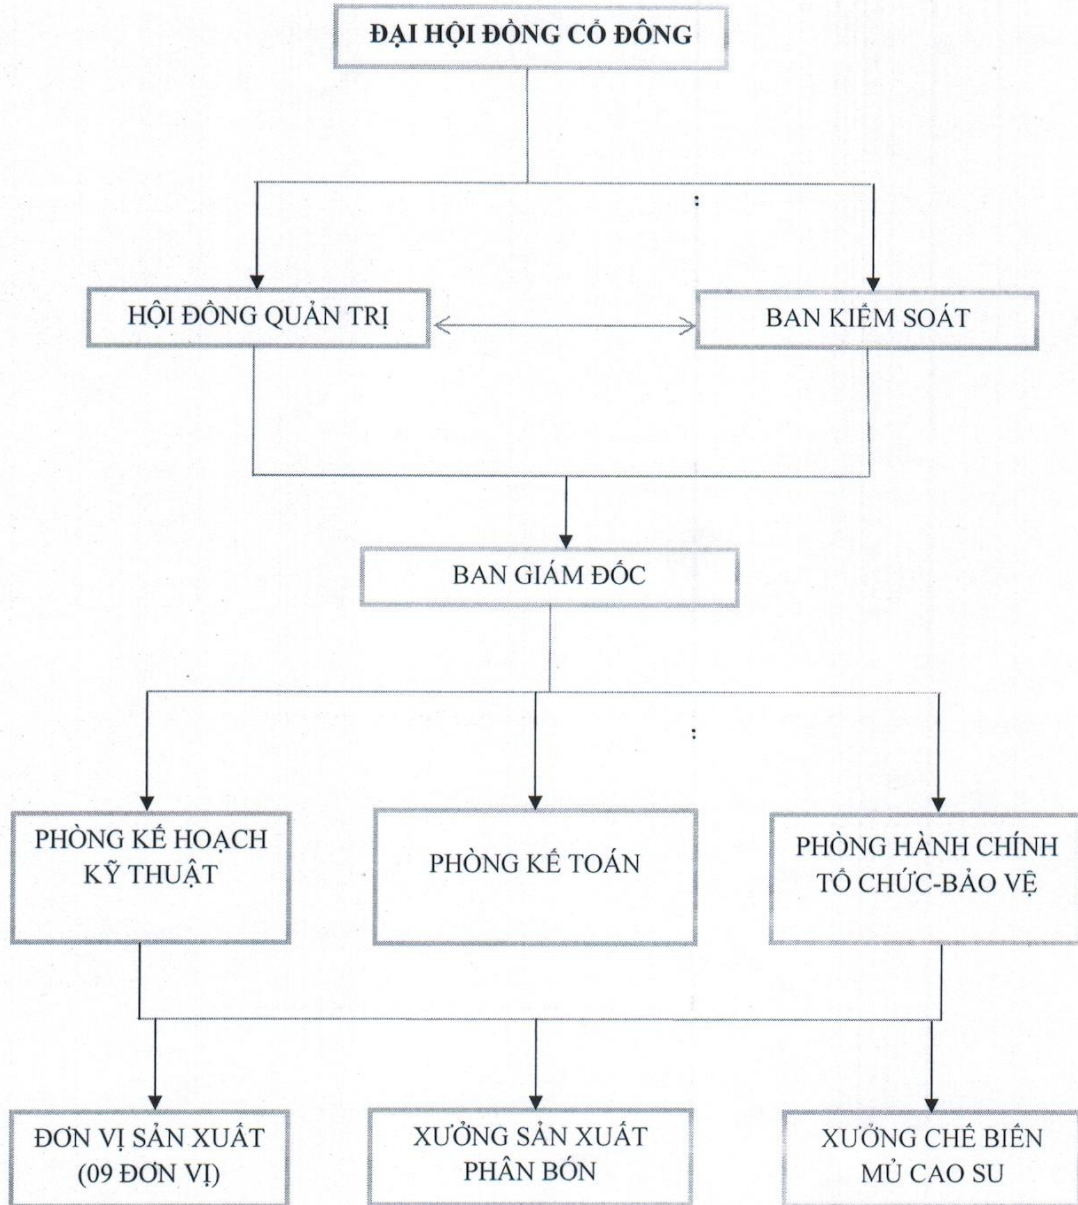 ĐẠI HỘI ĐỒNG CỔ ĐÔNG
:
HỘI ĐỒNG QUẢN TRỊ
BAN KIỂM SOÁT
BAN GIÁM ĐỐC
:
PHÒNG KẾ HOẠCH
KỸ THUẬT
PHÒNG KẾ TOÁN
PHÒNG HÀNH CHÍNH
TỔ CHỨC-BẢO VỆ
ĐƠN VỊ SẢN XUẤT
(09 ĐƠN VỊ)
XƯỞNG SẢN XUẤT
PHÂN BÓN
XƯỞNG CHẾ BIẾN
MỦ CAO SU